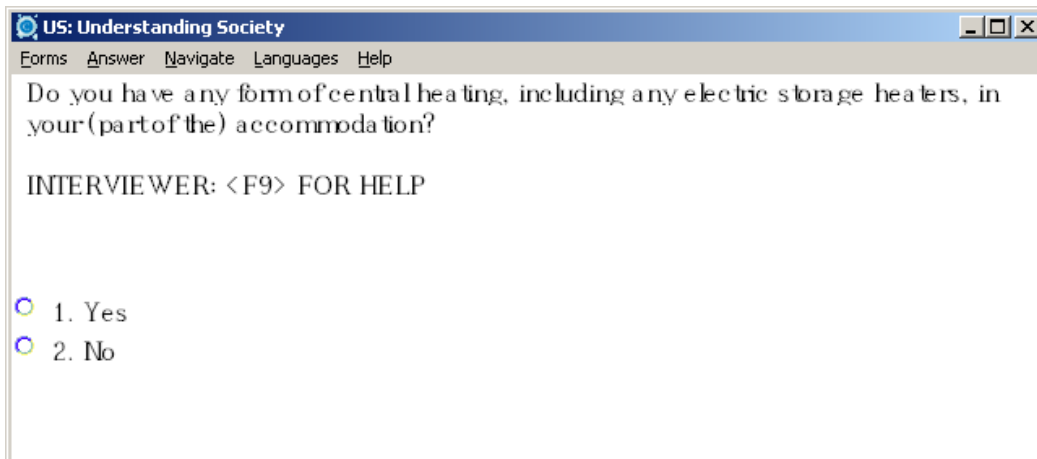 US: Understanding Society
Forms Answer Navigate Languages Help
Do you have any form of central heating, including any electric storage heaters, in
your (part of the) accommodation?
INTERVIEWER: <F9> FOR HELP
1. Yes
2. No